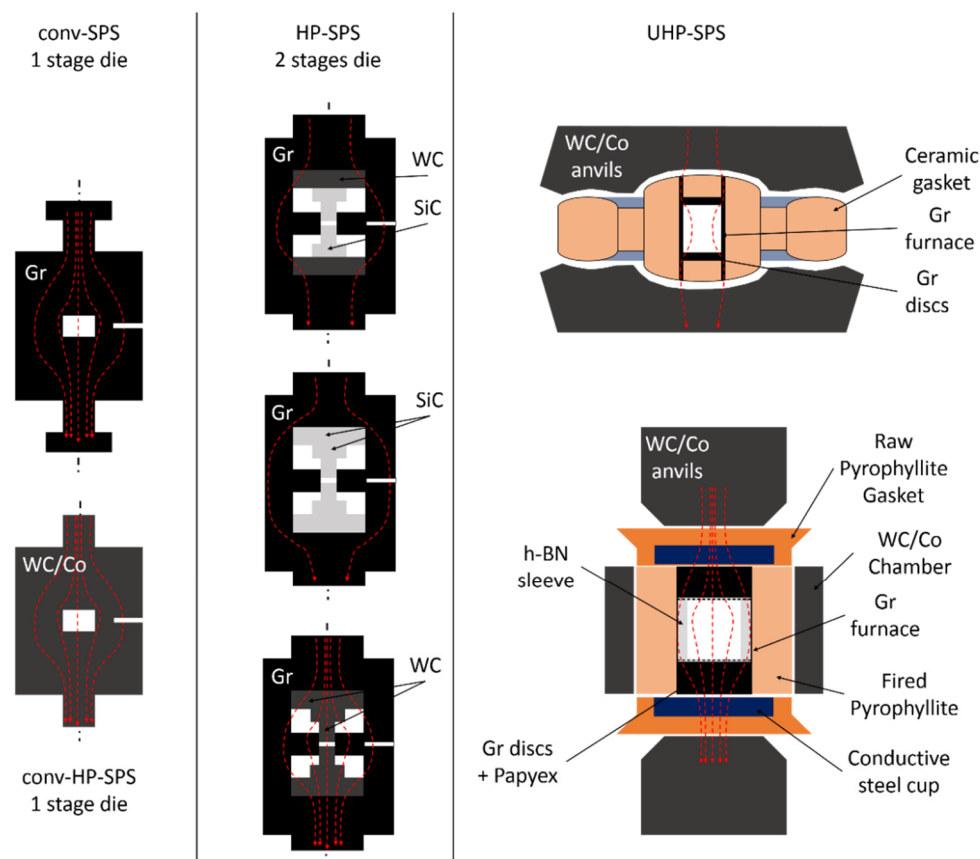 conv-SPS
1 stage die
Gr
WC/Co
conv-HP-SPS
1 stage die
HP-SPS
2 stages die
Gr
WC
SiC
Gr
SiC
Gr
WC
UHP-SPS
WC/Co
anvils
Ceramic
gasket
Gr
furnace
Gr
discs
WC/Co
anvils
Raw
Pyrophyllite
Gasket
h-BN
sleeve
WC/Co
Chamber
Gr
furnace
Fired
Pyrophyllite
Gr discs
+ Papyex
Conductive
steel cup